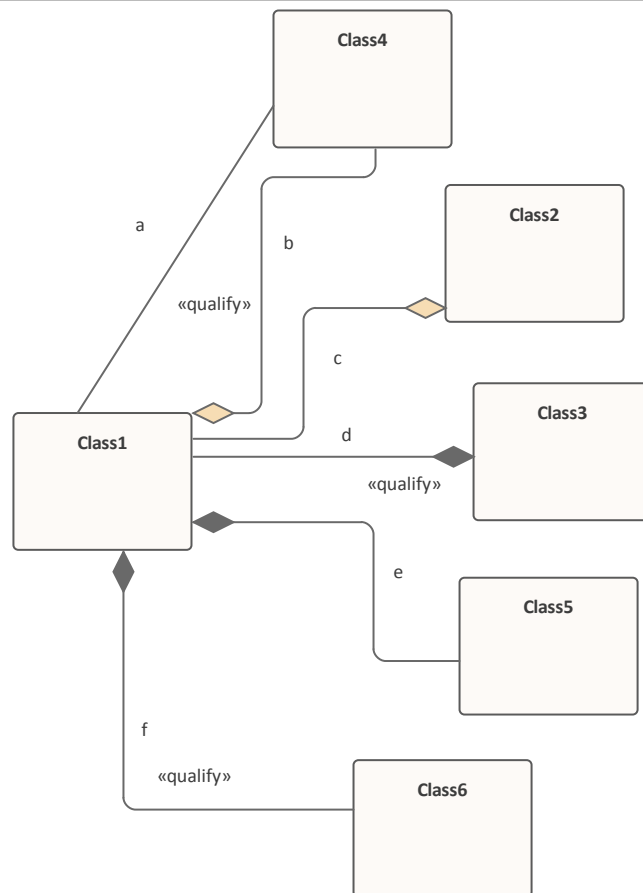 Class4
a
b
Class2
«qualify»
c
Class3
d
Class1
«qualify»
e
Class5
f
«qualify»
Class6